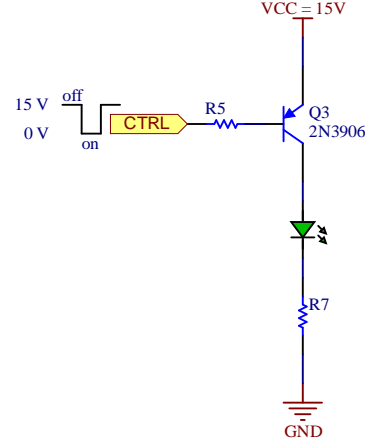 VCC = 15V
R5
Q3
2N3906
15 V
off
0 V
on
CTRL
R7
GND